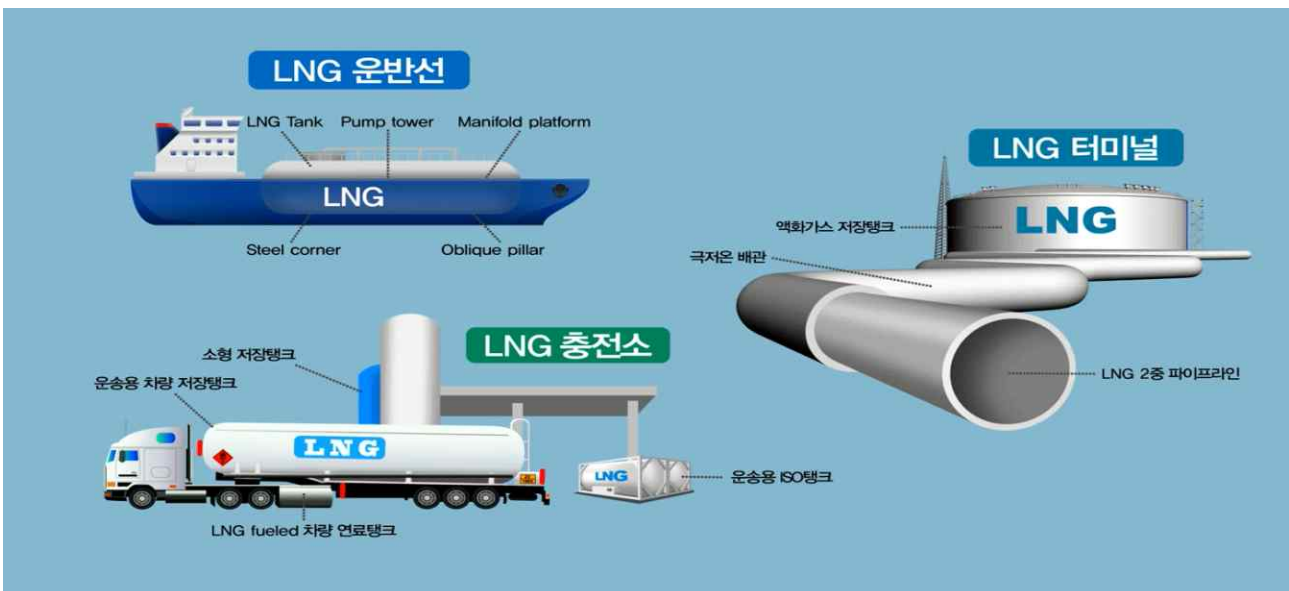 LNG 운반선
LNG Tank
Pump tower
Manifold platform
LNG
Steel corner
Oblique pillar
LNG 터미널
LNG
액화가스 저장탱크
극저온 배관
LNG 2중 파이프라인
LNG 충전소
소형 저장탱크
운송용 차량 저장탱크
LNG
LNG
운송용 ISO탱크
LNG fueled 차량 연료탱크